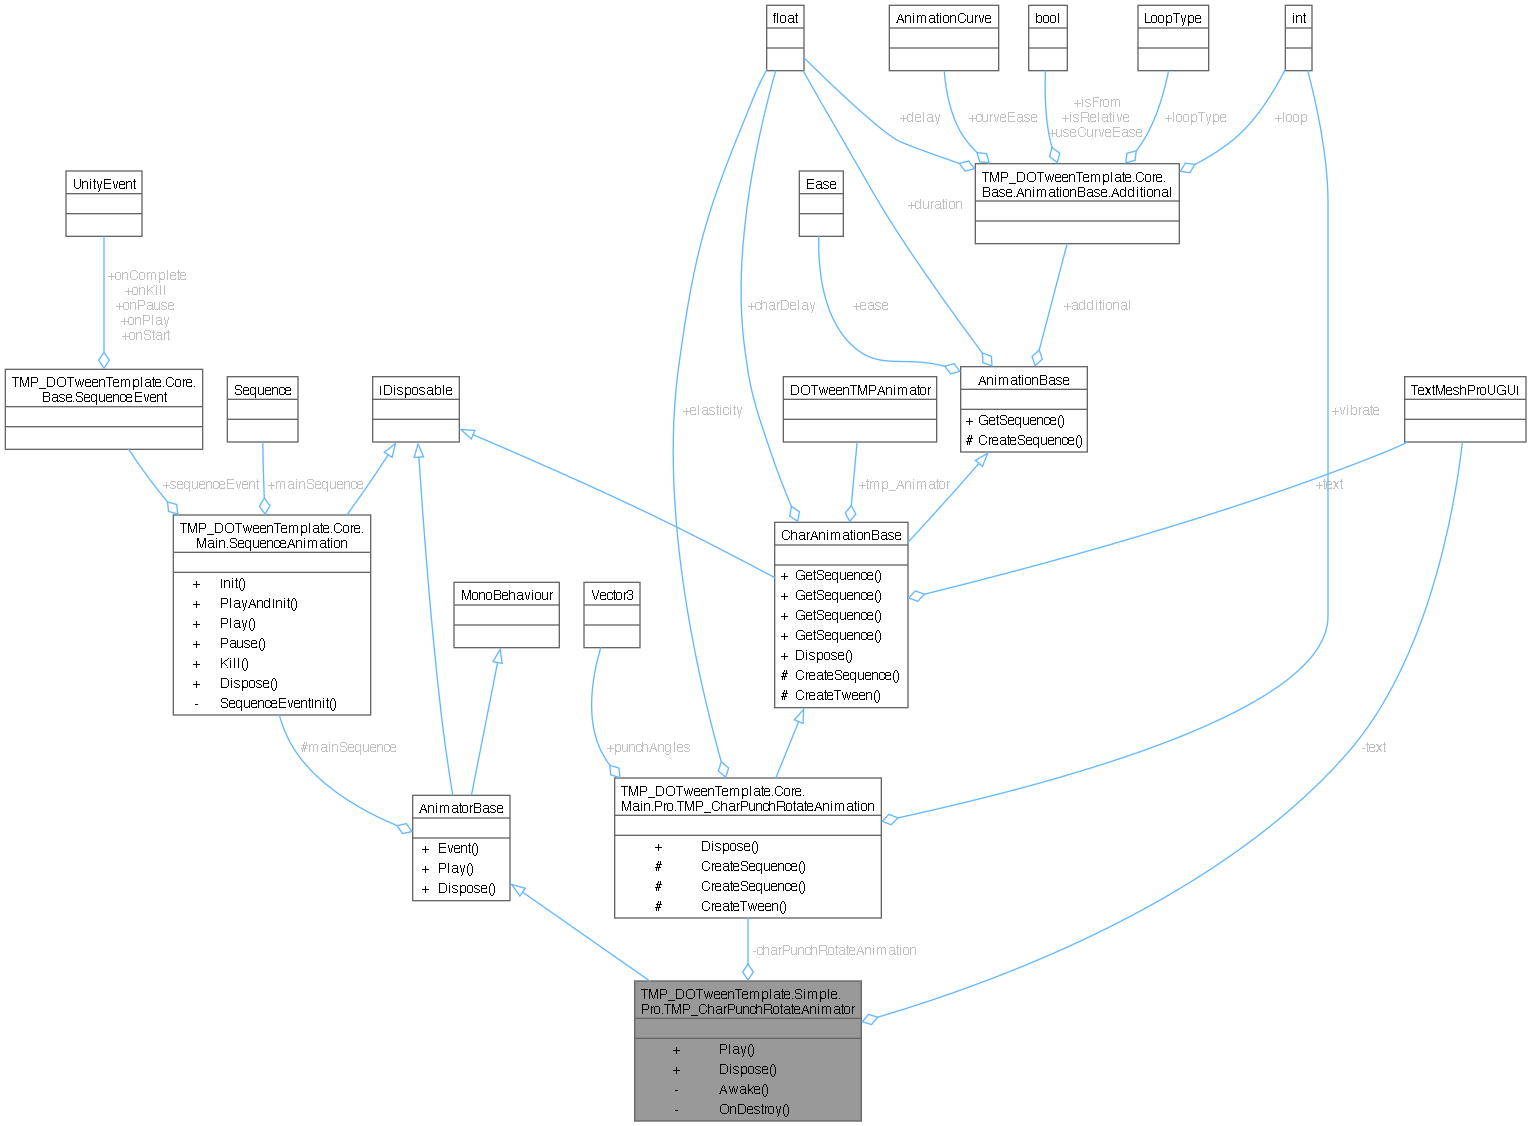 float
AnimationCurve
bool
LoopType
int
+delay
+curveEase
+isFrom
+isRelative
+useCurveEase
+loopType
+loop
UnityEvent
Ease
TMP_DOTweenTemplate.Core.
Base.AnimationBase.Additional
+duration
+onComplete
+onKill
+onPause
+onPlay
+onStart
+charDelay
+ease
+additional
TMP_DOTweenTemplate.Core.
Base.SequenceEvent
Sequence
IDisposable
DOTweenTMPAnimator
AnimationBase
+ GetSequence()
# CreateSequence()
TextMeshProUGUI
+elasticity
+vibrate
+sequenceEvent
+mainSequence
+tmp_Animator
+text
TMP_DOTweenTemplate.Core.
Main.SequenceAnimation
+ Init()
+ PlayAndInit()
+ Play()
+ Pause()
+ Kill()
+ Dispose()
- SequenceEventInit()
MonoBehaviour
Vector3
CharAnimationBase
+ GetSequence()
+ GetSequence()
+ GetSequence()
+ GetSequence()
+ Dispose()
# CreateSequence()
# CreateTween()
#mainSequence
+punchAngles
-text
AnimatorBase
+ Event()
+ Play()
+ Dispose()
TMP_DOTweenTemplate.Core.
Main.Pro.TMP_CharPunchRotateAnimation
+ Dispose()
# CreateSequence()
# CreateSequence()
# CreateTween()
-charPunchRotateAnimation
TMP_DOTweenTemplate.Simple.
Pro.TMP_CharPunchRotateAnimator
+ Play()
+ Dispose()
- Awake()
- OnDestroy()